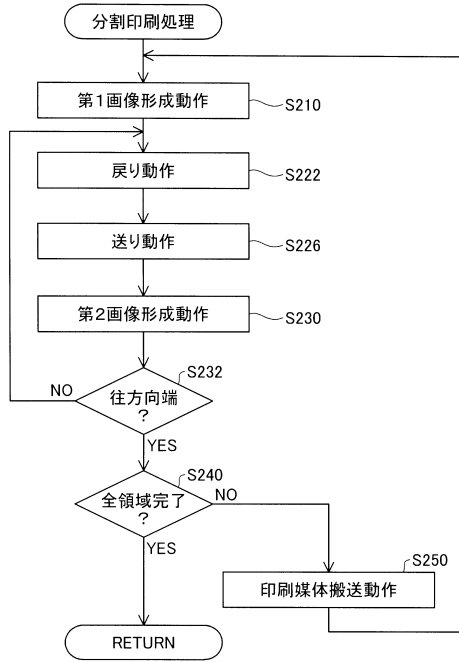 分割印刷処理
第1画像形成動作
S210
戻り動作
S222
送り動作
S226
第2画像形成動作
S230
S232
往方向端
?
NO
YES
S240
全領域完了
?
NO
YES
S250
印刷媒体搬送動作
RETURN